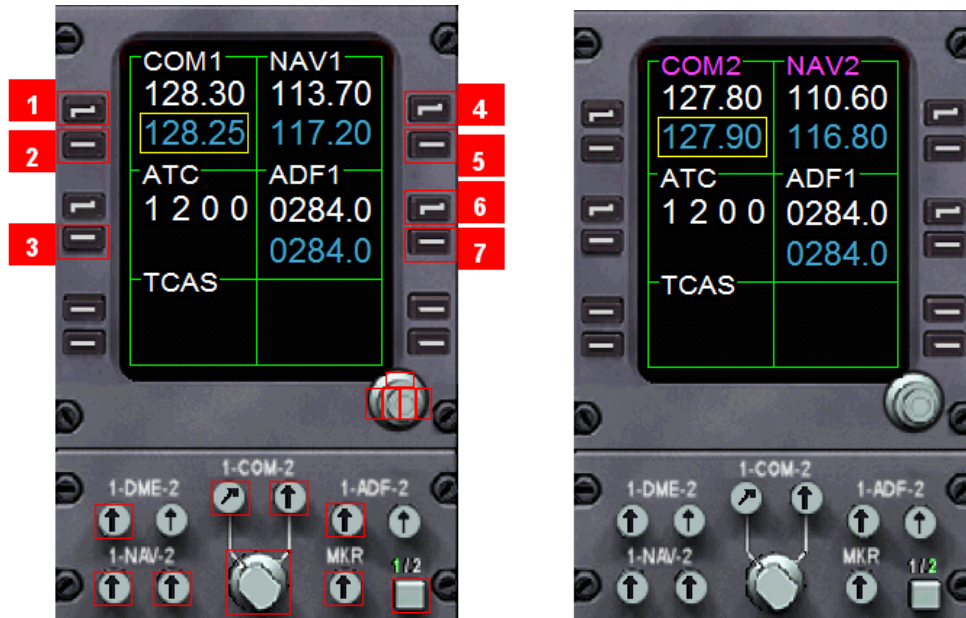 COM1 NAV1
128.30 113.70
128.25 117.20
ATC ADF1
1 2 0 0 0284.0
0284.0
TCAS
1
2
3
4
5
6
7
1-COM-2
1-DME-2 1-ADF-2
1-NAV-2 MKR 1/2
COM2 NAV2
127.80 110.60
127.90 116.80
ATC ADF1
1 2 0 0 0284.0
0284.0
TCAS
1-COM-2
1-DME-2 1-ADF-2
1-NAV-2 MKR 1/2